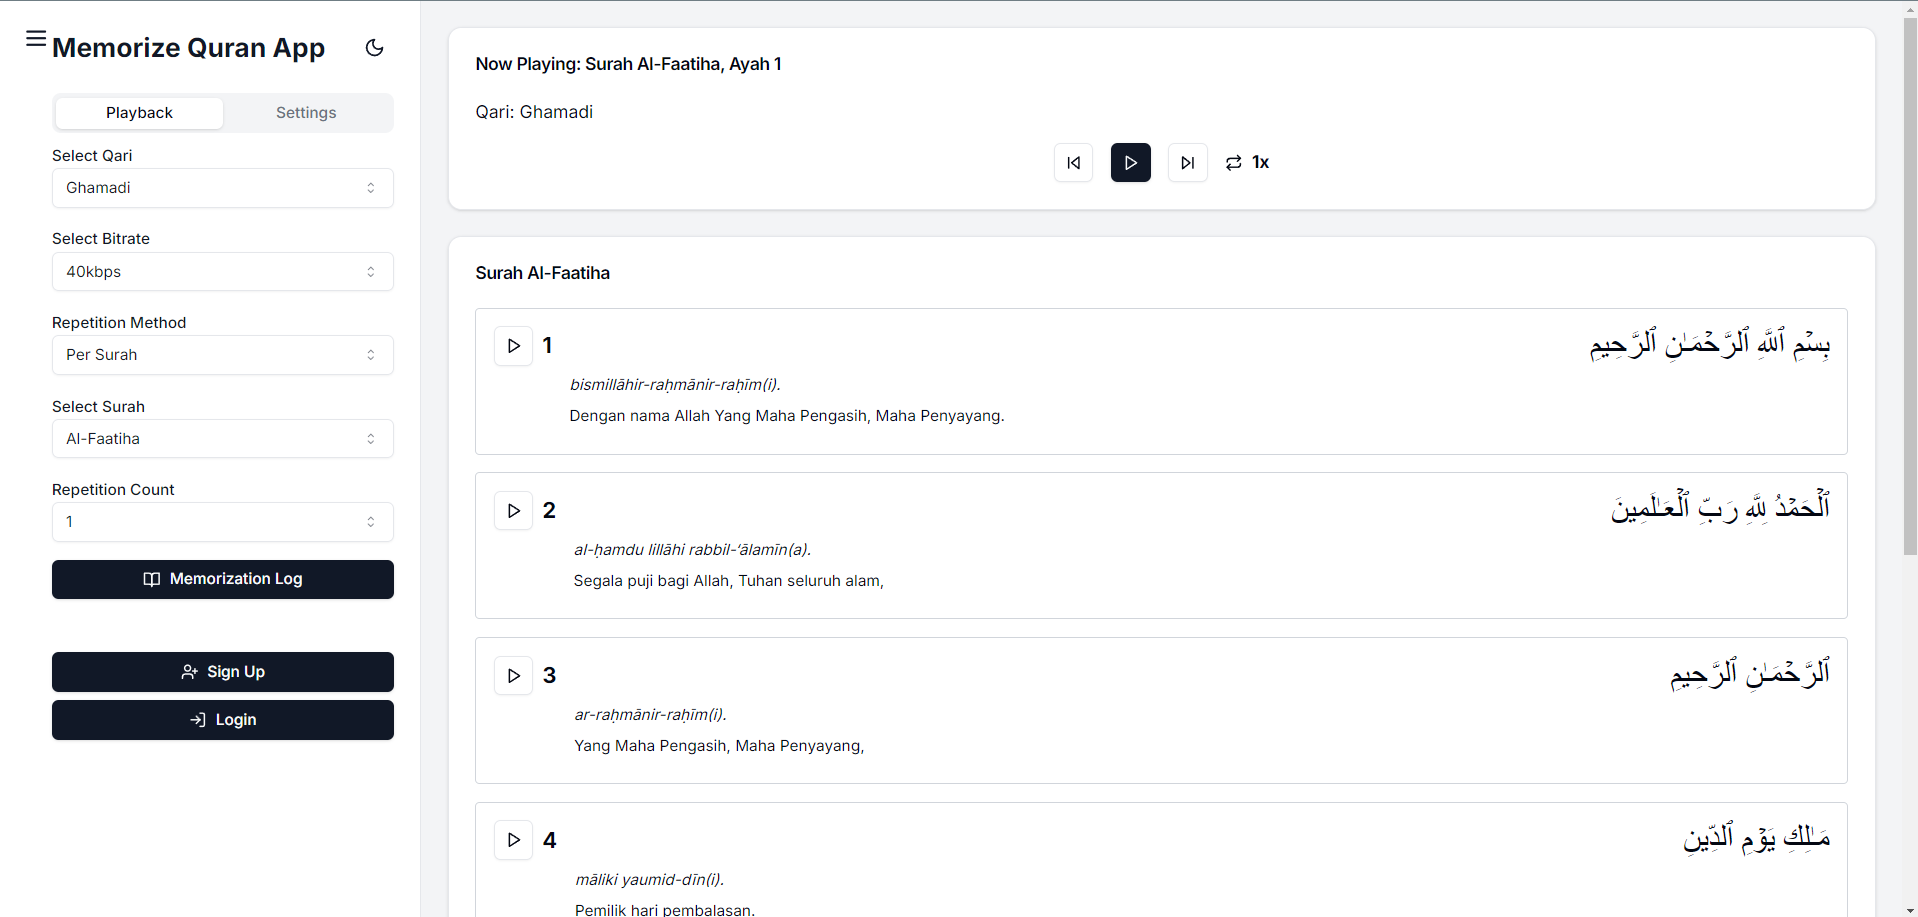 Memorize Quran App
Playback
Settings
Select Qari
Ghamadi
Select Bitrate
40kbps
Repetition Method
Per Surah
Select Surah
Al-Faatiha
Repetition Count
1
Memorization Log
Sign Up
Login
Now Playing: Surah Al-Faatiha, Ayah 1
Qari: Ghamadi
1x
Surah Al-Faatiha
1
بِسۡمِ ٱللَّهِ ٱلرَّحۡمَـٰنِ ٱلرَّحِيمِ
bismillāhir-raḥmānir-raḥīm(i).
Dengan nama Allah Yang Maha Pengasih, Maha Penyayang.
2
ٱلۡحَمۡدُ لِلَّهِ رَبِّ ٱلۡعَـٰلَمِينَ
al-ḥamdu lillāhi rabbil-‘ālamīn(a).
Segala puji bagi Allah, Tuhan seluruh alam,
3
ٱلرَّحۡمَـٰنِ ٱلرَّحِيمِ
ar-raḥmānir-raḥīm(i).
Yang Maha Pengasih, Maha Penyayang,
4
مَـٰلِكِ يَوۡمِ ٱلدِّينِ
māliki yaumid-dīn(i).
Pemilik hari pembalasan.